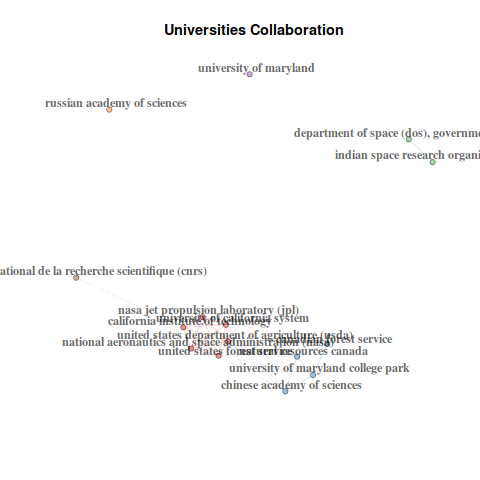 Universities Collaboration
university of maryland
russian academy of sciences
department of space (dos), governme
indian space research organi
ational de la recherche scientifique (cnrs)
nasa jet propulsion laboratory (jpl)
university of california system
california institute of technology
united states department of agriculture (usda)
canadian forest service
national aeronautics and space administration (nasa)
united states forest service
natural resources canada
university of maryland college park
chinese academy of sciences